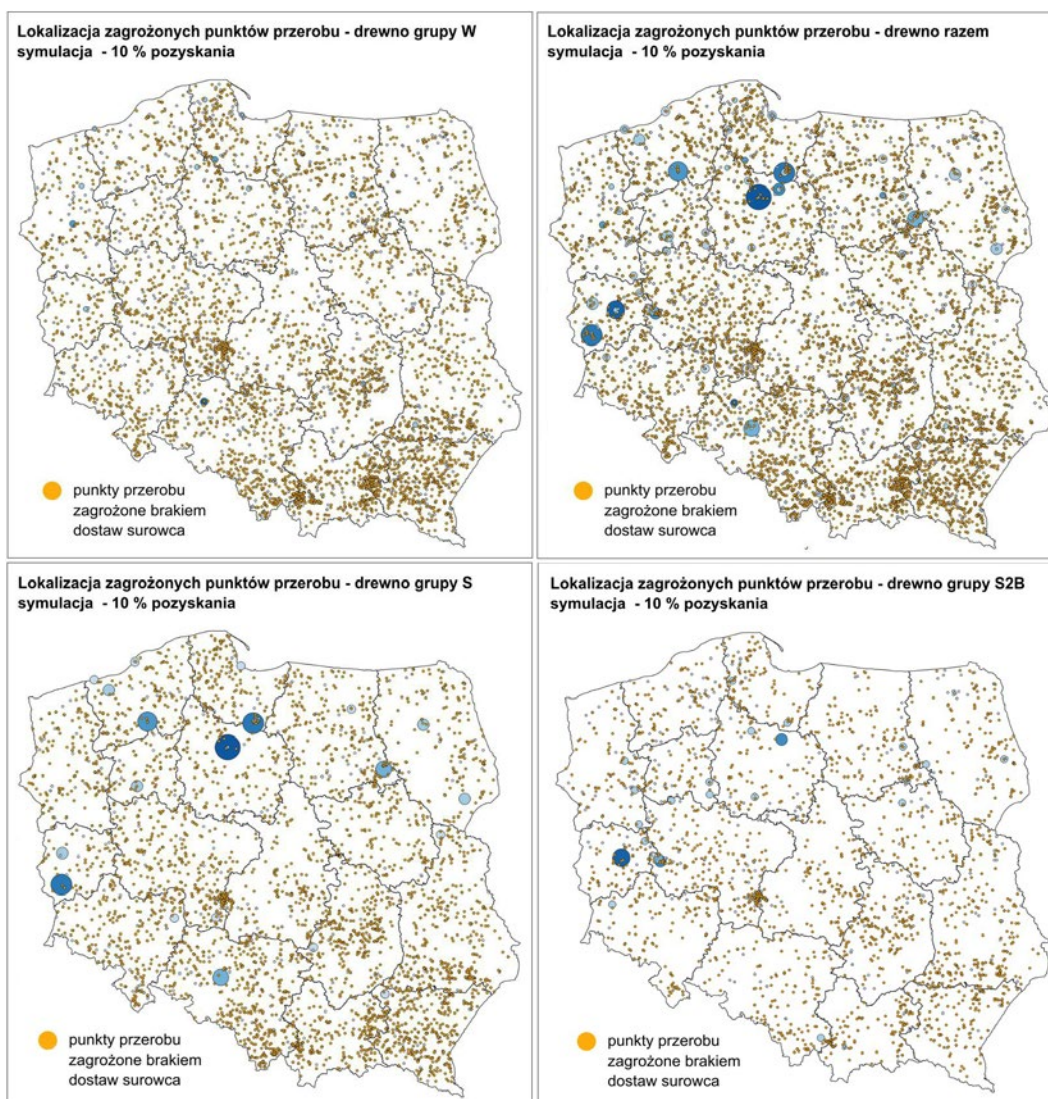 Lokalizacja zagrożonych punktów przerobu - drewno grupy W
symulacja - 10 % pozyskania
punkty przerobu
zagrożone brakiem
dostaw surowca
Lokalizacja zagrożonych punktów przerobu - drewno razem
symulacja - 10 % pozyskania
punkty przerobu
zagrożone brakiem
dostaw surowca
Lokalizacja zagrożonych punktów przerobu - drewno grupy S
symulacja - 10 % pozyskania
punkty przerobu
zagrożone brakiem
dostaw surowca
Lokalizacja zagrożonych punktów przerobu - drewno grupy S2B
symulacja - 10 % pozyskania
punkty przerobu
zagrożone brakiem
dostaw surowca